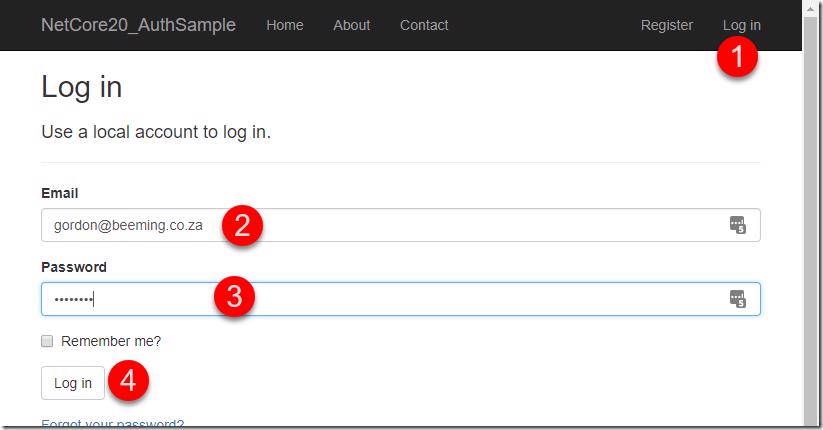 NetCore20_AuthSample Home About Contact Register Log in
1
Log in
Use a local account to log in.
Email
gordon@beeming.co.za 2
Password
•••••••• 3
Remember me?
Log in 4
Forgot your password?